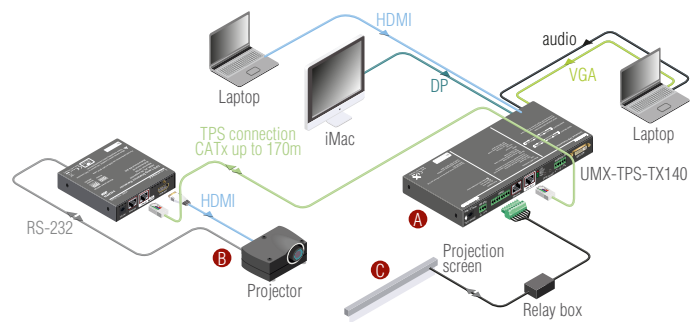 HDMI
audio
VGA
DP
Laptop
iMac
Laptop
TPS connection
CATx up to 170m
UMX-TPS-TX140
A
HDMI
RS-232
B
Projector
C
Projection
screen
Relay box